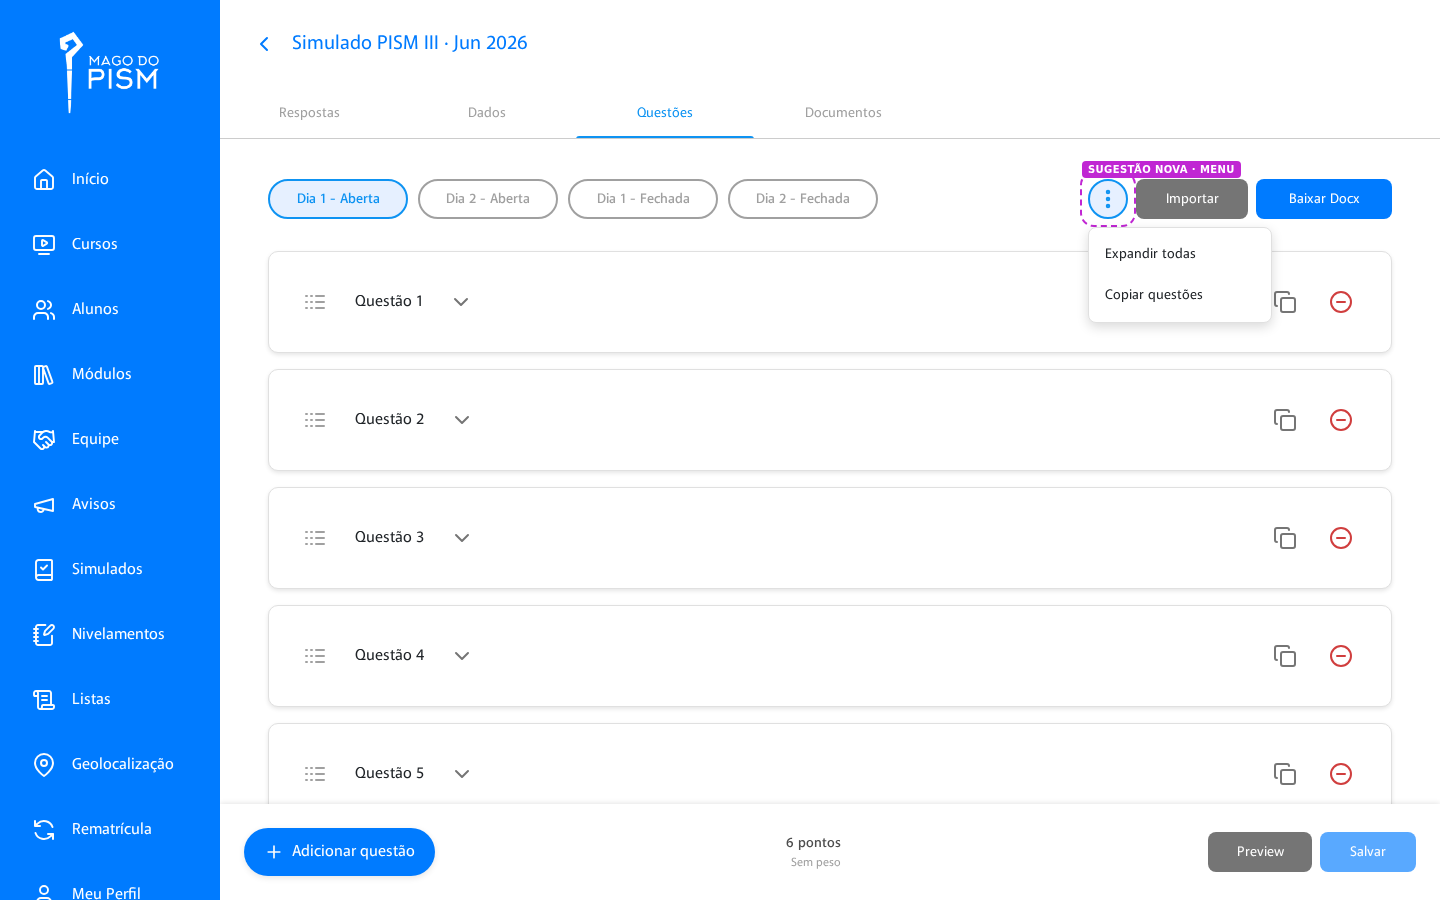 MAGO DO
PISM
Início
Cursos
Alunos
Módulos
Equipe
Avisos
Simulados
Nivelamentos
Listas
Geolocalização
Rematrícula
Meu Perfil
Simulado PISM III · Jun 2026
Respostas
Dados
Questões
Documentos
SUGESTÃO NOVA · MENU
Dia 1 - Aberta
Dia 2 - Aberta
Dia 1 - Fechada
Dia 2 - Fechada
Importar
Baixar Docx
Expandir todas
Copiar questões
Questão 1
Questão 2
Questão 3
Questão 4
Questão 5
Adicionar questão
6 pontos
Sem peso
Preview
Salvar